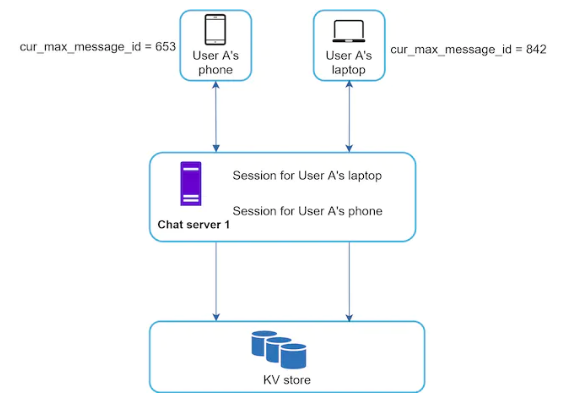 cur_max_message_id = 653
User A's
phone
User A's
laptop
cur_max_message_id = 842
Session for User A's laptop
Session for User A's phone
Chat server 1
KV store